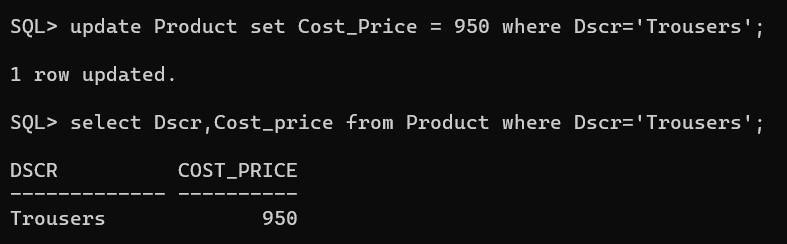 SQL> update Product set Cost_Price = 950 where Dscr='Trousers';
1 row updated.
SQL> select Dscr,Cost_price from Product where Dscr='Trousers';
DSCR          COST_PRICE
------------- ----------
Trousers             950